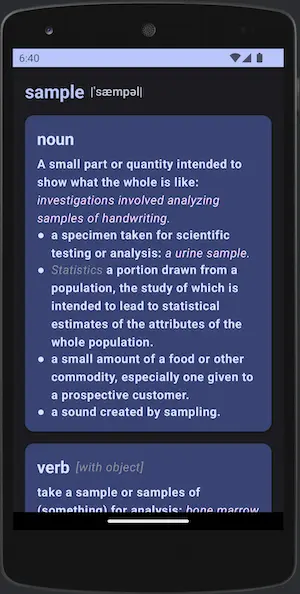 6:40
sample |ˈsæmpəl|
noun
A small part or quantity intended to
show what the whole is like:
investigations involved analyzing
samples of handwriting.
● a specimen taken for scientific
testing or analysis: a urine sample.
● Statistics a portion drawn from a
population, the study of which is
intended to lead to statistical
estimates of the attributes of the
whole population.
● a small amount of a food or other
commodity, especially one given to
a prospective customer.
● a sound created by sampling.
verb [with object]
take a sample or samples of
(something) for analysis: bone marrow